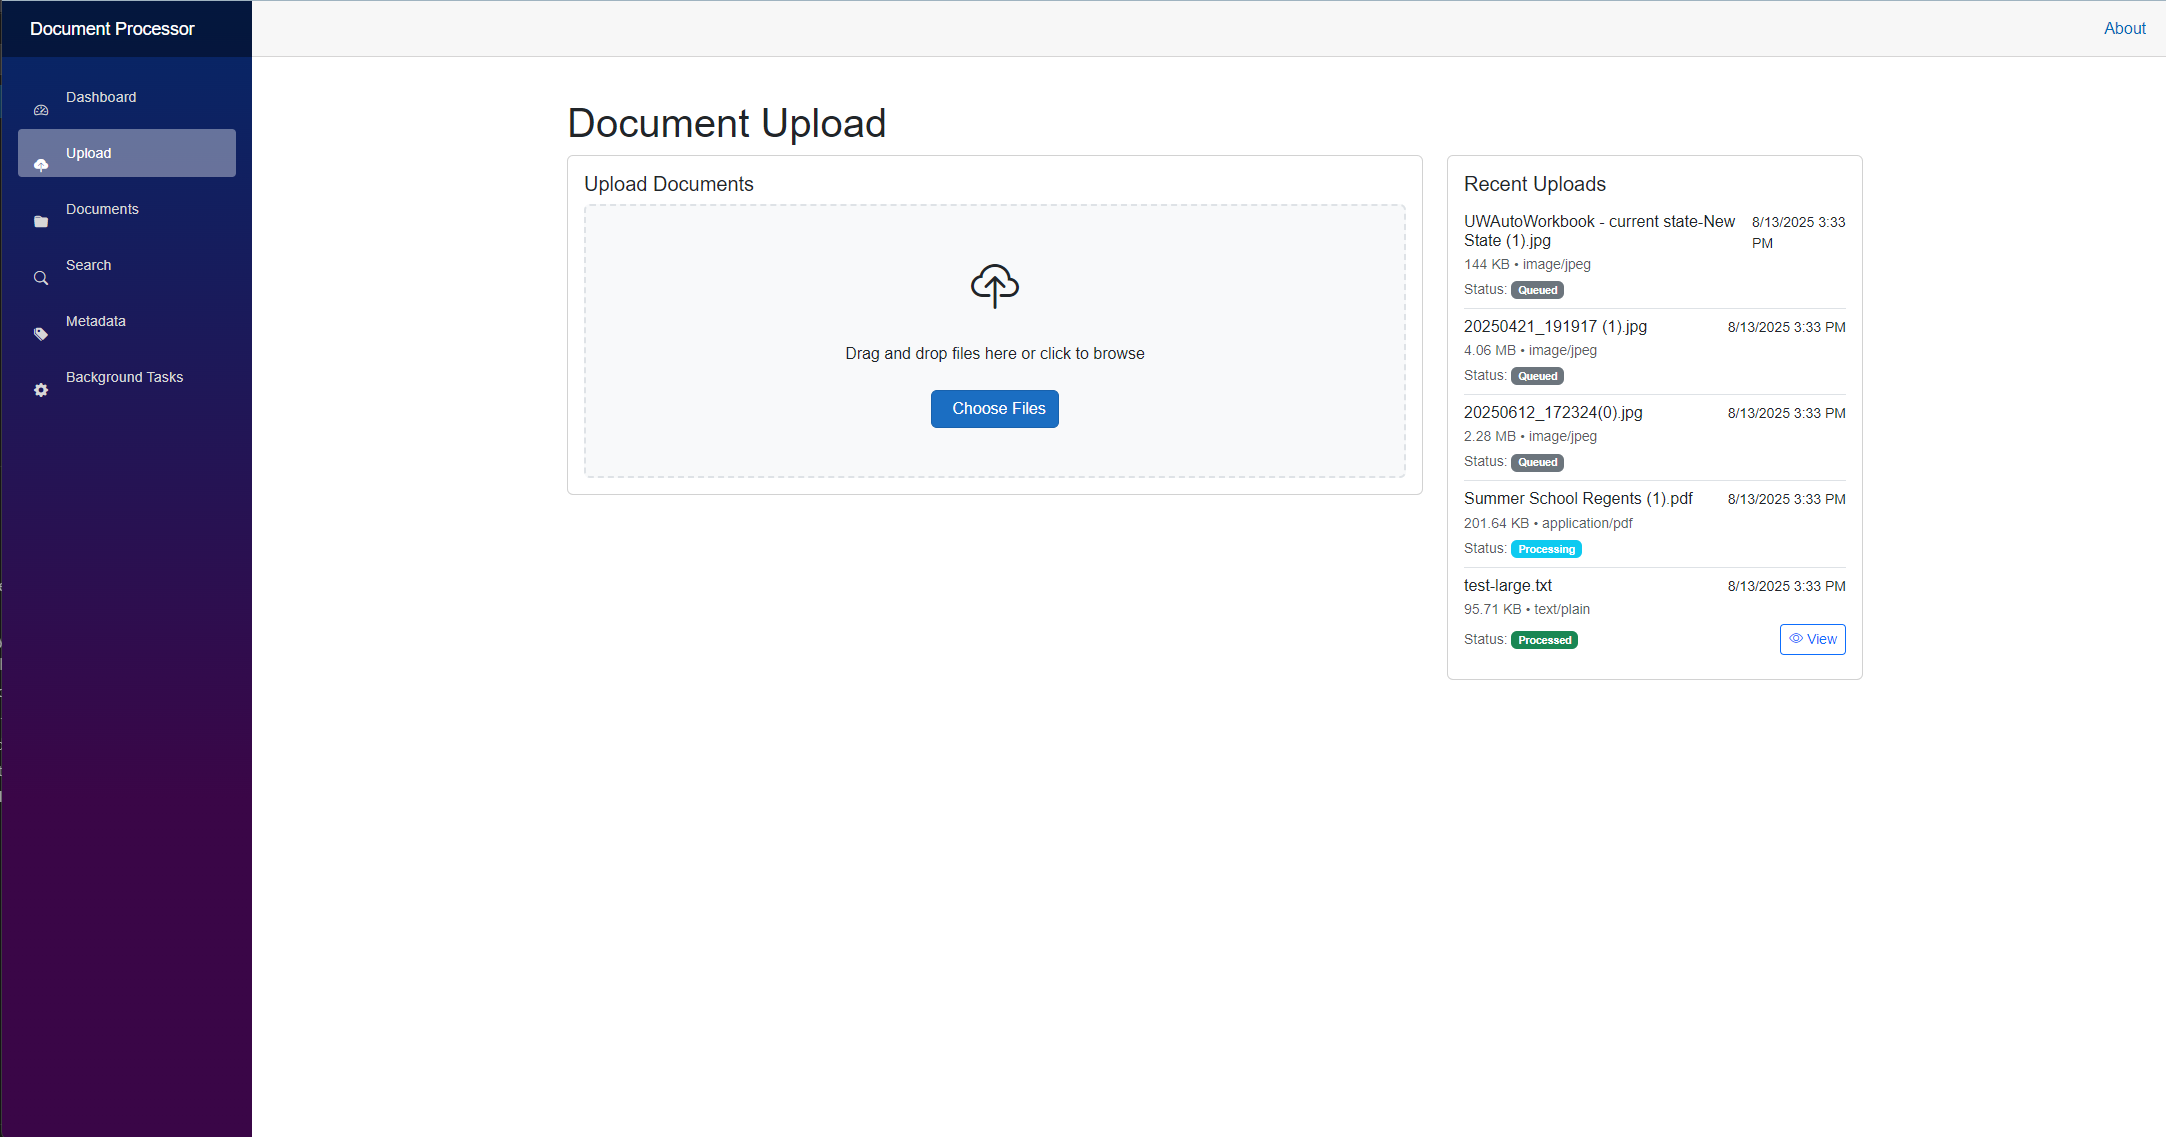 Document Processor
About
Dashboard
Upload
Documents
Search
Metadata
Background Tasks
Document Upload
Upload Documents
Drag and drop files here or click to browse
Choose Files
Recent Uploads
UWAutoWorkbook - current state-New
State (1).jpg
8/13/2025 3:33
PM
144 KB • image/jpeg
Status: Queued
20250421_191917 (1).jpg
8/13/2025 3:33 PM
4.06 MB • image/jpeg
Status: Queued
20250612_172324(0).jpg
8/13/2025 3:33 PM
2.28 MB • image/jpeg
Status: Queued
Summer School Regents (1).pdf
8/13/2025 3:33 PM
201.64 KB • application/pdf
Status: Processing
test-large.txt
8/13/2025 3:33 PM
95.71 KB • text/plain
Status: Processed
View